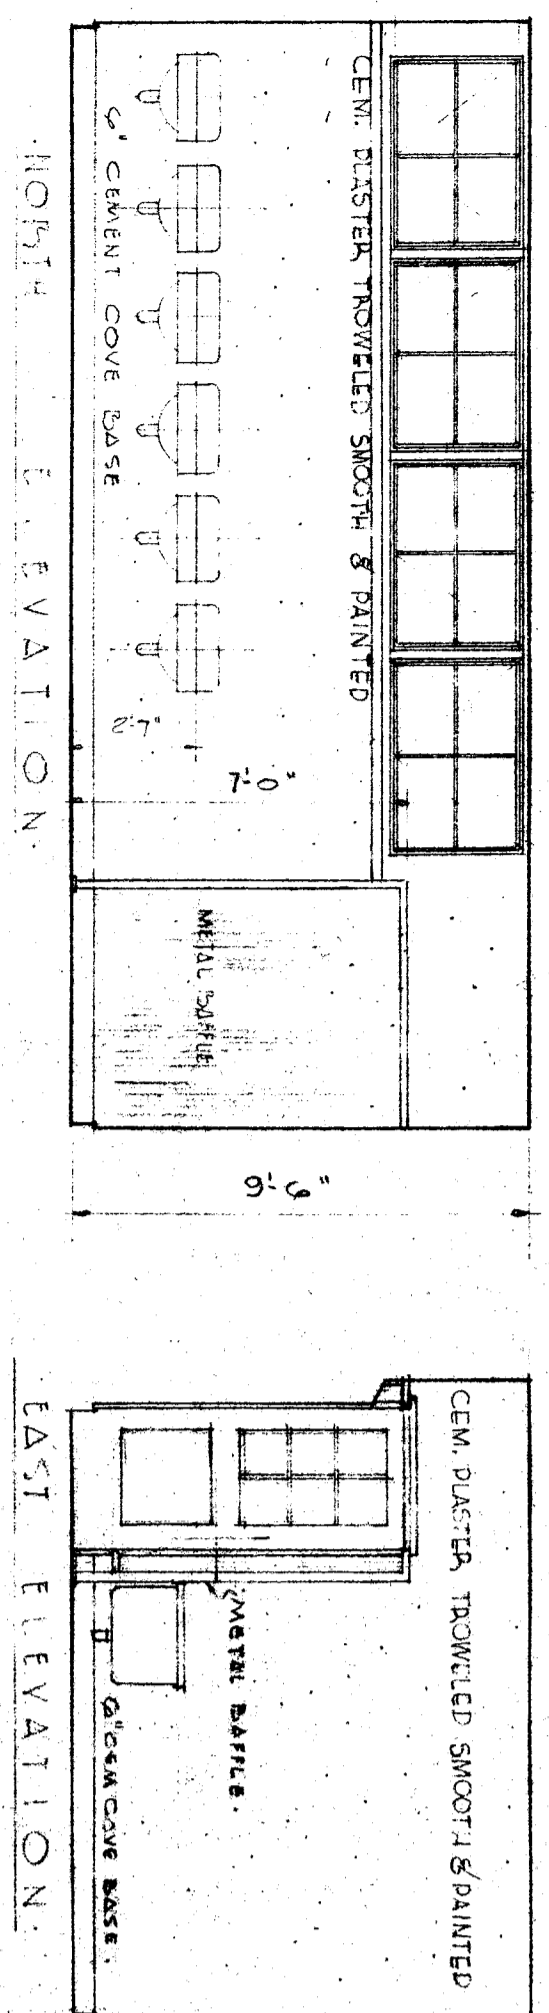 CEM. PLASTER TROWELED SMOOTH & PAINTED
6" CEMENT COVE BASE
2'-7"
7'-0"
METAL BAFFLE
NORTH ELEVATION.
9'-6"
CEM. PLASTER TROWELED SMOOTH & PAINTED
METAL BAFFLE.
6" CEM COVE BASE.
EAST ELEVATION.